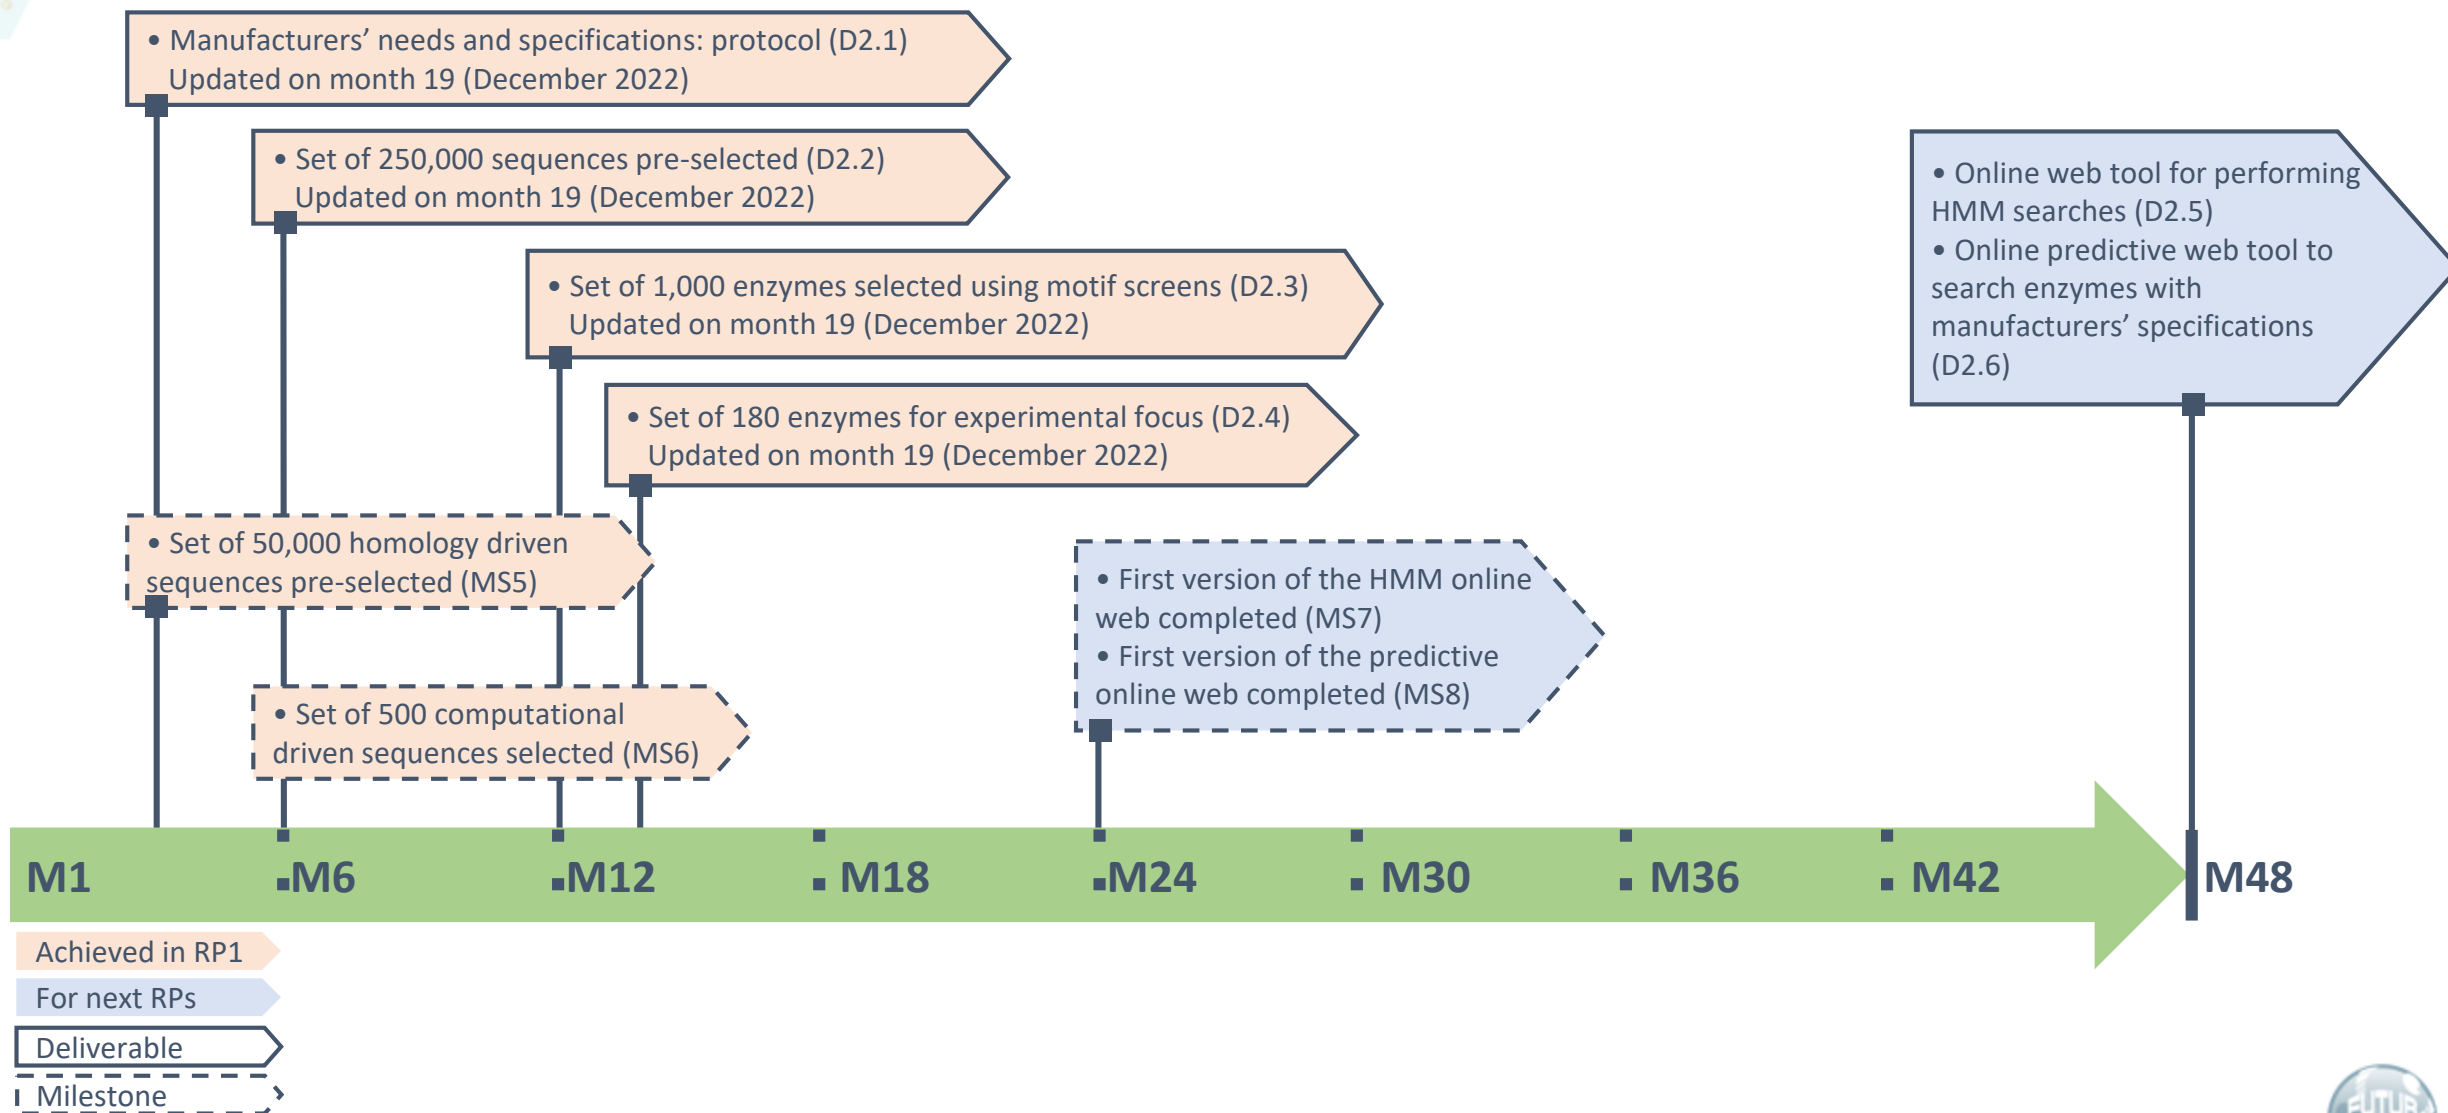 • Manufacturers’ needs and specifications: protocol (D2.1)
Updated on month 19 (December 2022)
• Set of 250,000 sequences pre-selected (D2.2)
Updated on month 19 (December 2022)
• Set of 1,000 enzymes selected using motif screens (D2.3)
Updated on month 19 (December 2022)
• Set of 180 enzymes for experimental focus (D2.4)
Updated on month 19 (December 2022)
• Online web tool for performing
HMM searches (D2.5)
• Online predictive web tool to
search enzymes with
manufacturers’ specifications
(D2.6)
• Set of 50,000 homology driven
sequences pre-selected (MS5)
• Set of 500 computational
driven sequences selected (MS6)
• First version of the HMM online
web completed (MS7)
• First version of the predictive
online web completed (MS8)
M1 M6 M12 M18 M24 M30 M36 M42 M48
Achieved in RP1
For next RPs
Deliverable
Milestone